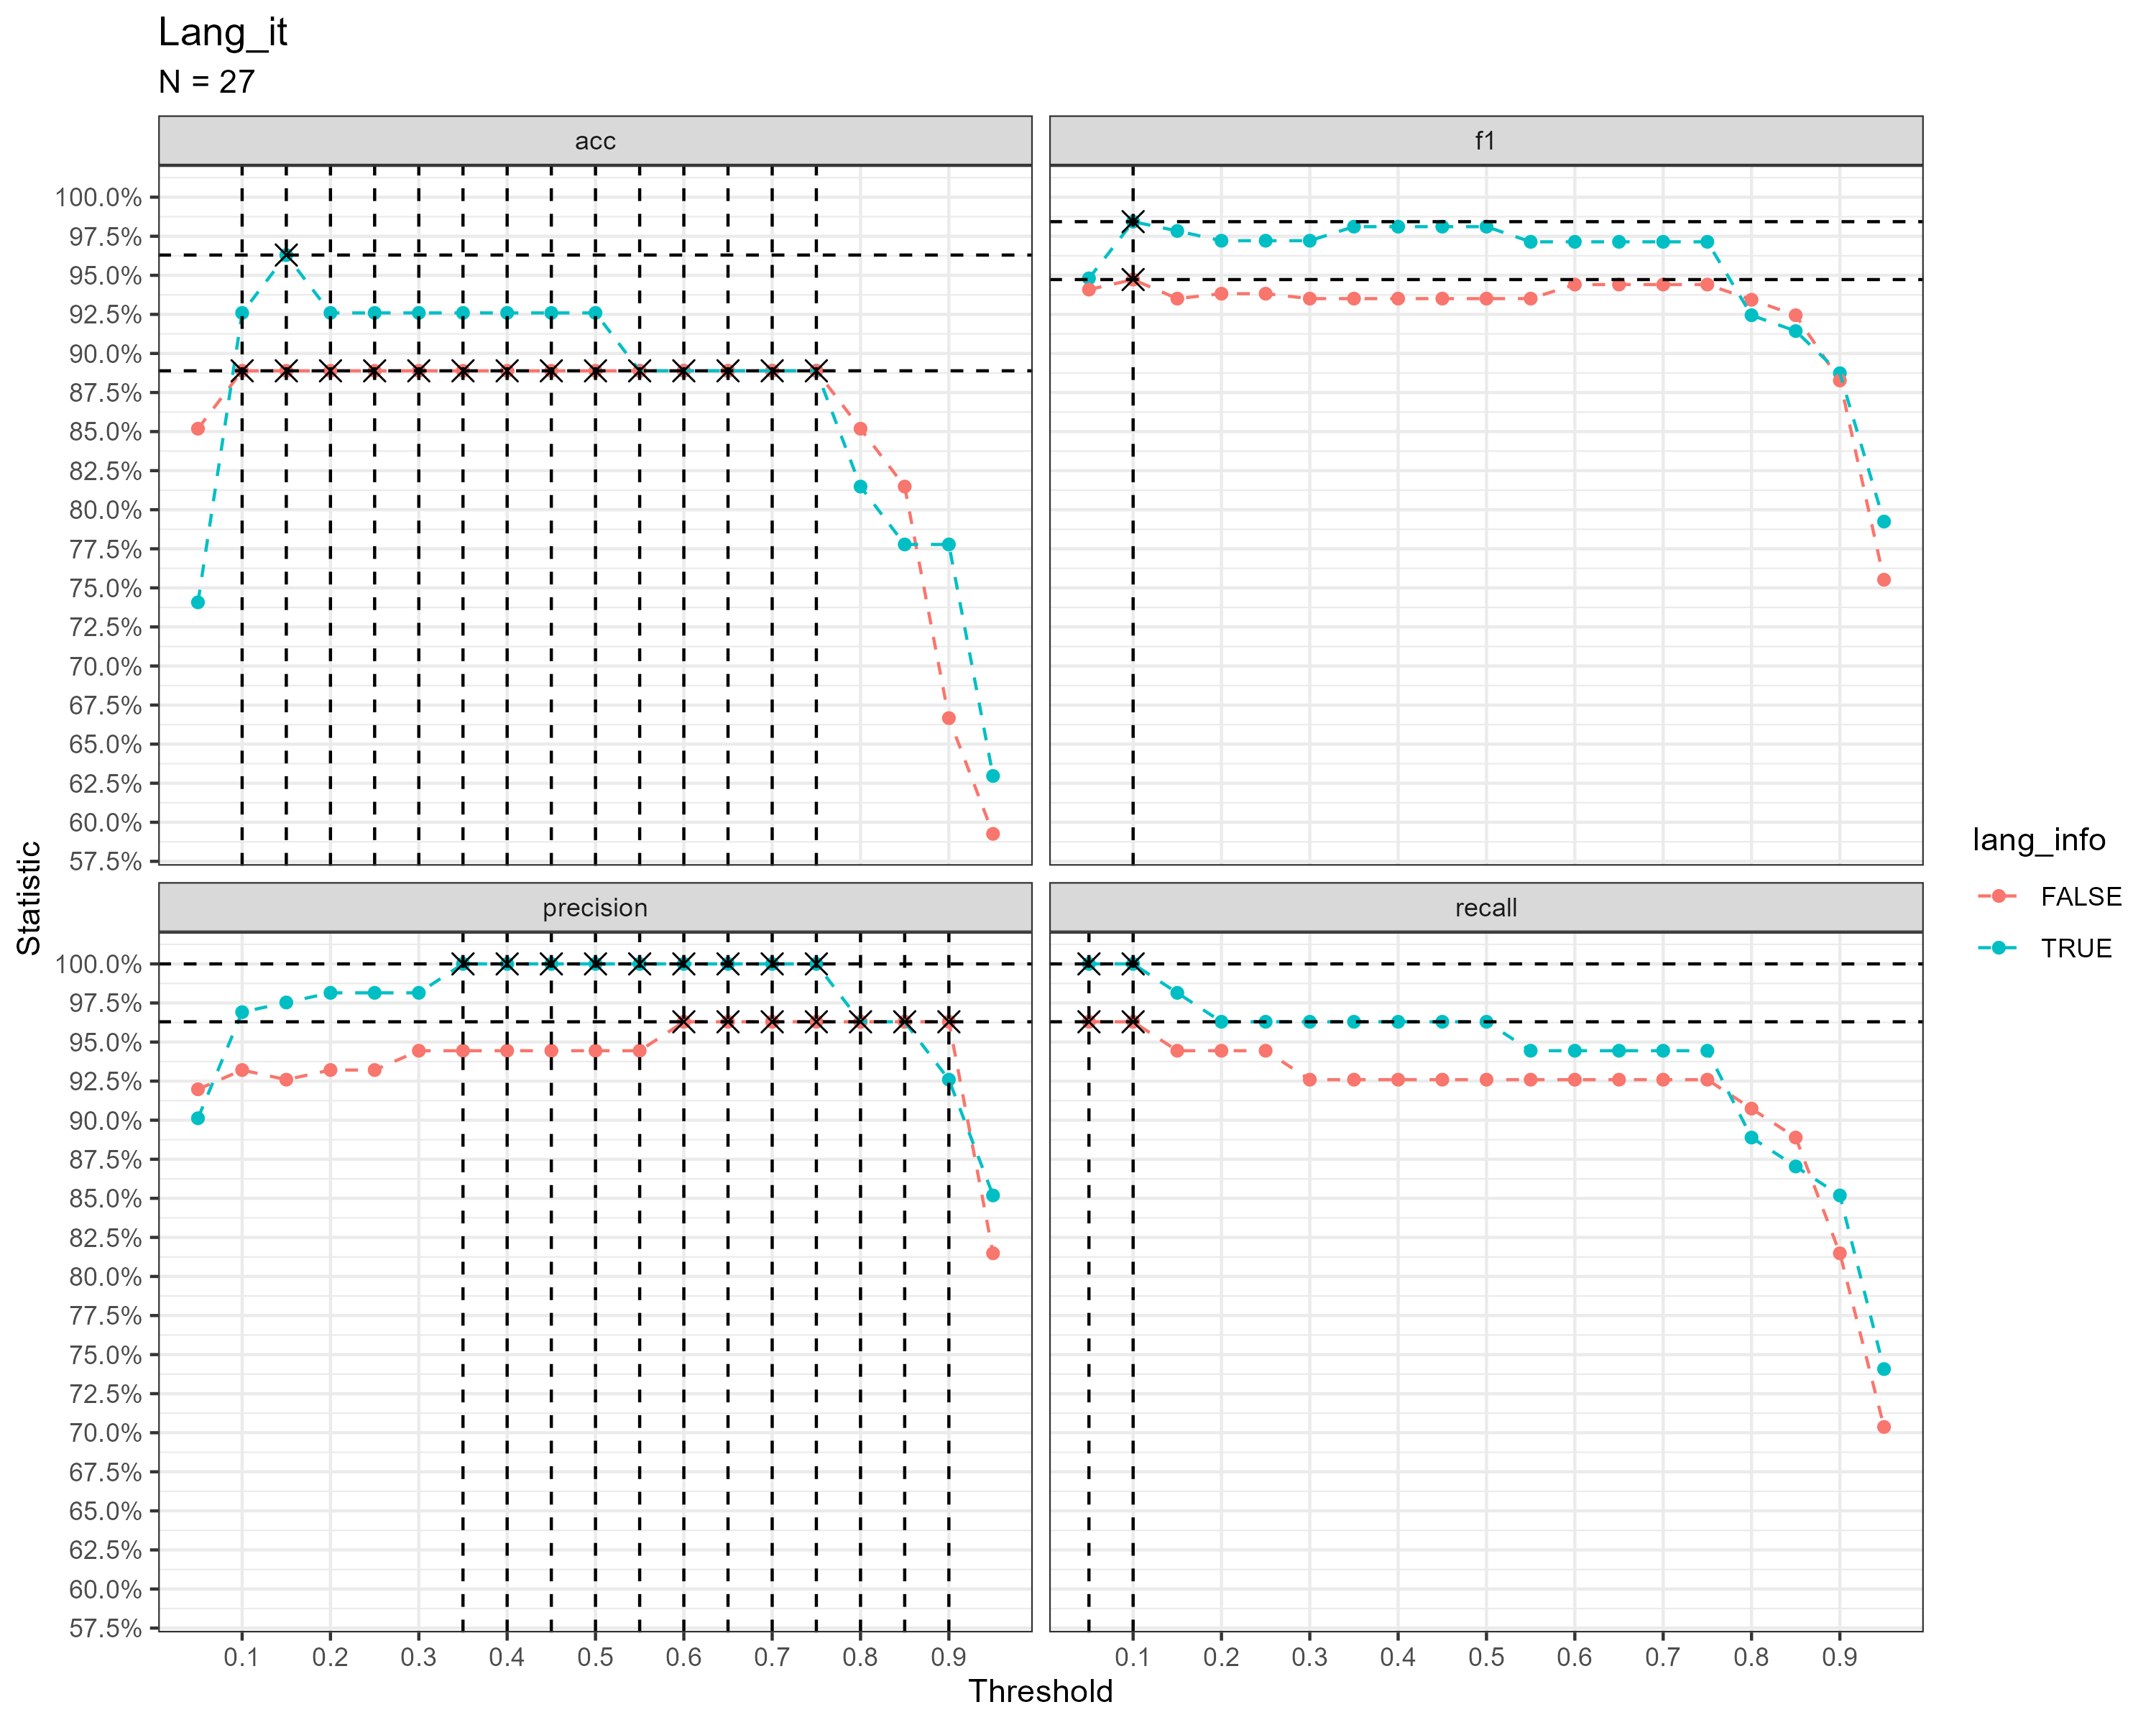 Lang_it
N = 27
acc
f1
100.0%
97.5%
95.0%
92.5%
90.0%
87.5%
85.0%
82.5%
80.0%
77.5%
75.0%
72.5%
70.0%
67.5%
65.0%
62.5%
60.0%
57.5%
Statistic
precision
recall
100.0%
97.5%
95.0%
92.5%
90.0%
87.5%
85.0%
82.5%
80.0%
77.5%
75.0%
72.5%
70.0%
67.5%
65.0%
62.5%
60.0%
57.5%
0.1 0.2 0.3 0.4 0.5 0.6 0.7 0.8 0.9
0.1 0.2 0.3 0.4 0.5 0.6 0.7 0.8 0.9
Threshold
lang_info
FALSE
TRUE